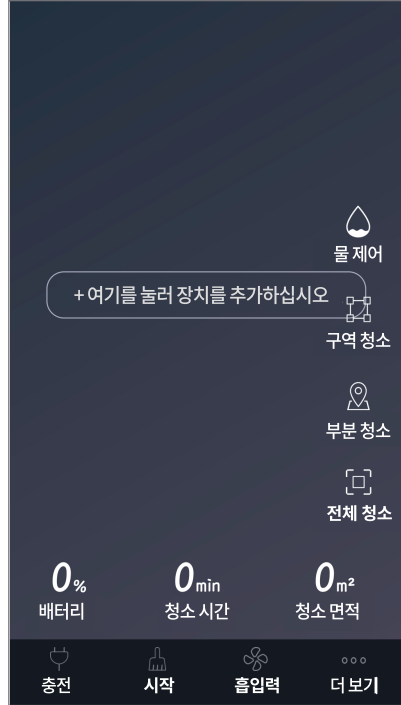 물 제어
+ 여기를 눌러 장치를 추가하십시오
구역 청소
부분 청소
전체 청소
0% 0min 0m²
배터리 청소 시간 청소 면적
충전 시작 흡입력 더 보기